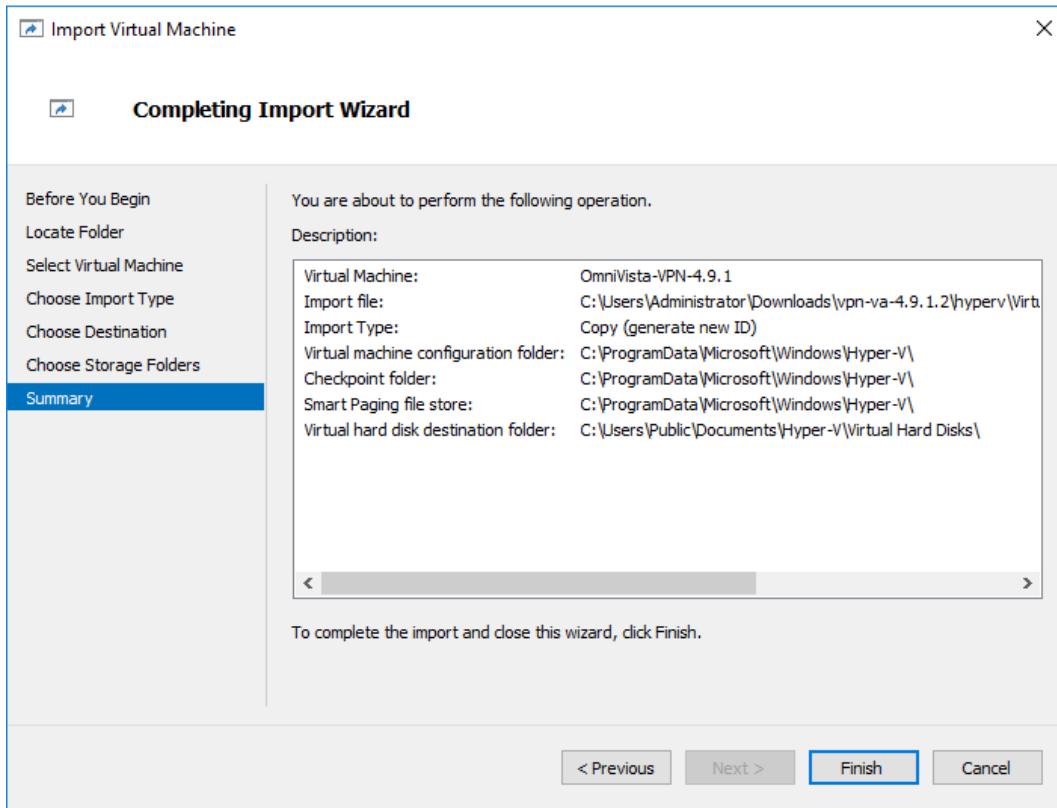 Import Virtual Machine
Completing Import Wizard
Before You Begin
Locate Folder
Select Virtual Machine
Choose Import Type
Choose Destination
Choose Storage Folders
Summary
You are about to perform the following operation.
Description:
Virtual Machine: OmniVista-VPN-4.9.1
Import file: C:\Users\Administrator\Downloads\vpn-va-4.9.1.2\hyperv\Virtu
Import Type: Copy (generate new ID)
Virtual machine configuration folder: C:\ProgramData\Microsoft\Windows\Hyper-V\
Checkpoint folder: C:\ProgramData\Microsoft\Windows\Hyper-V\
Smart Paging file store: C:\ProgramData\Microsoft\Windows\Hyper-V\
Virtual hard disk destination folder: C:\Users\Public\Documents\Hyper-V\Virtual Hard Disks\
To complete the import and close this wizard, click Finish.
< Previous Next > Finish Cancel